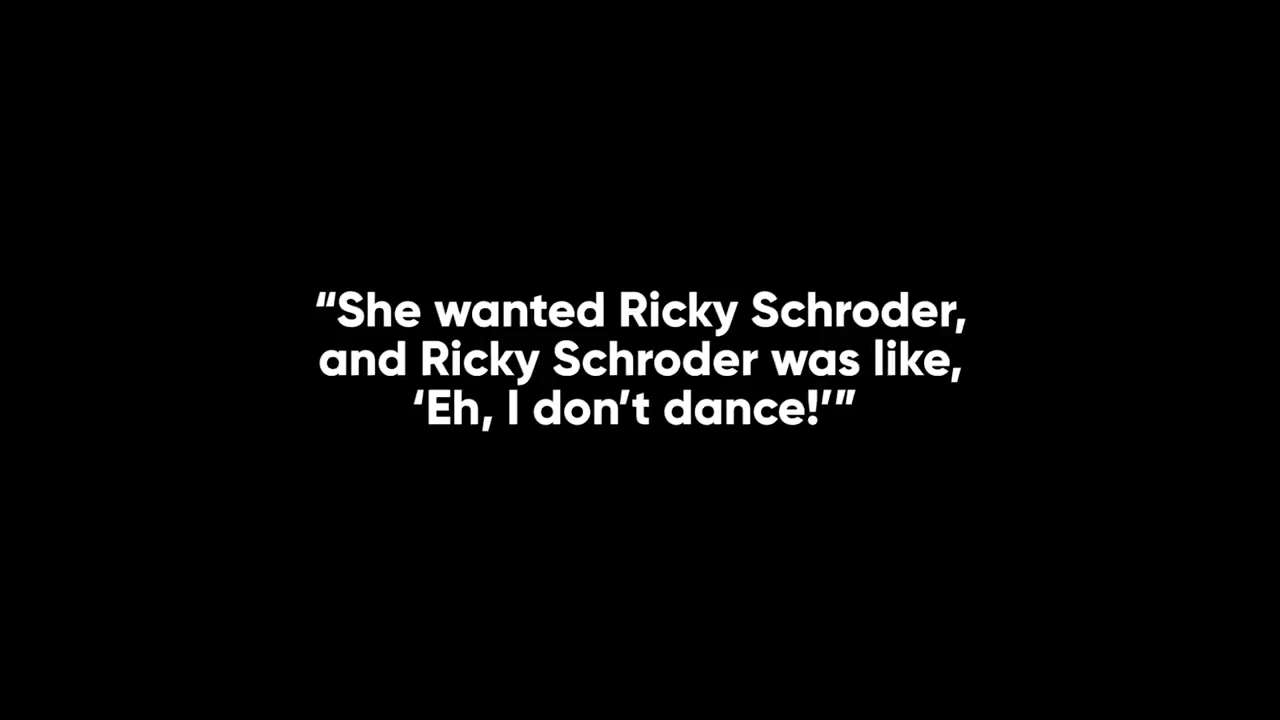 “She wanted Ricky Schroder,
and Ricky Schroder was like,
‘Eh, I don’t dance!’”